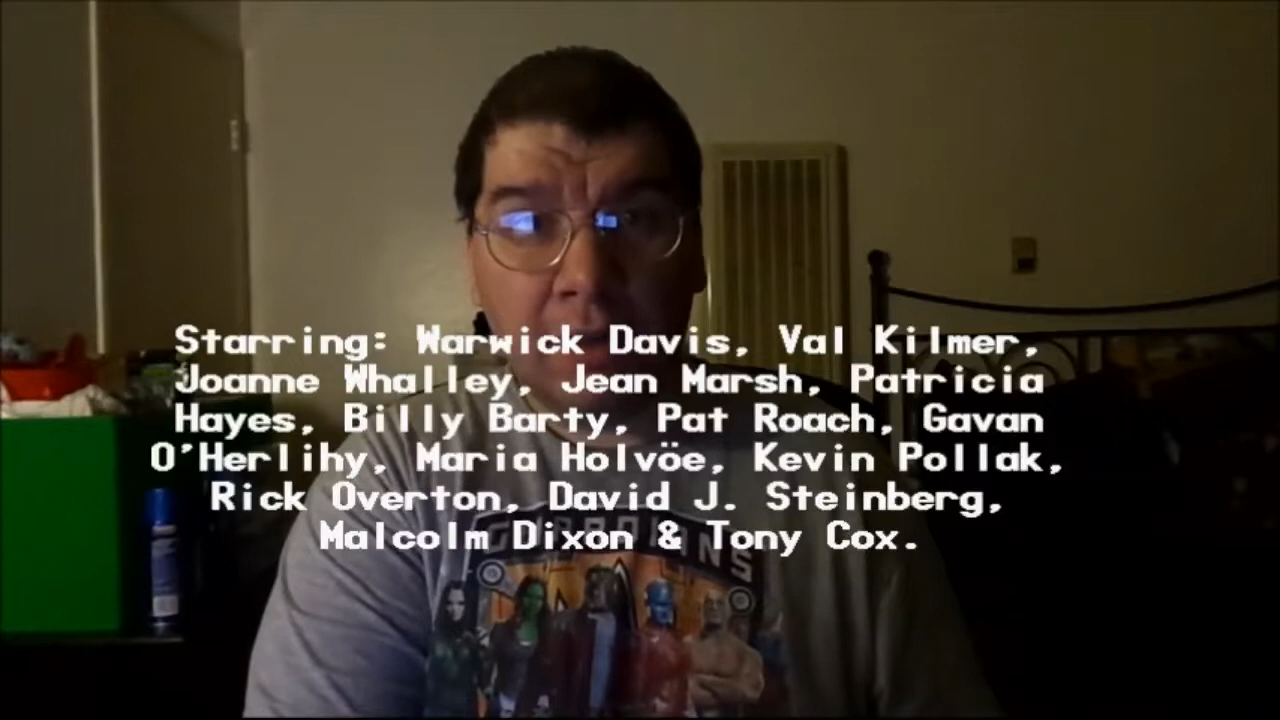 Starring: Warwick Davis, Val Kilmer,
Joanne Whalley, Jean Marsh, Patricia
Hayes, Billy Barty, Pat Roach, Gavan
O'Herlihy, Maria Holvöe, Kevin Pollak,
Rick Overton, David J. Steinberg,
Malcolm Dixon & Tony Cox.
GUARDIANS